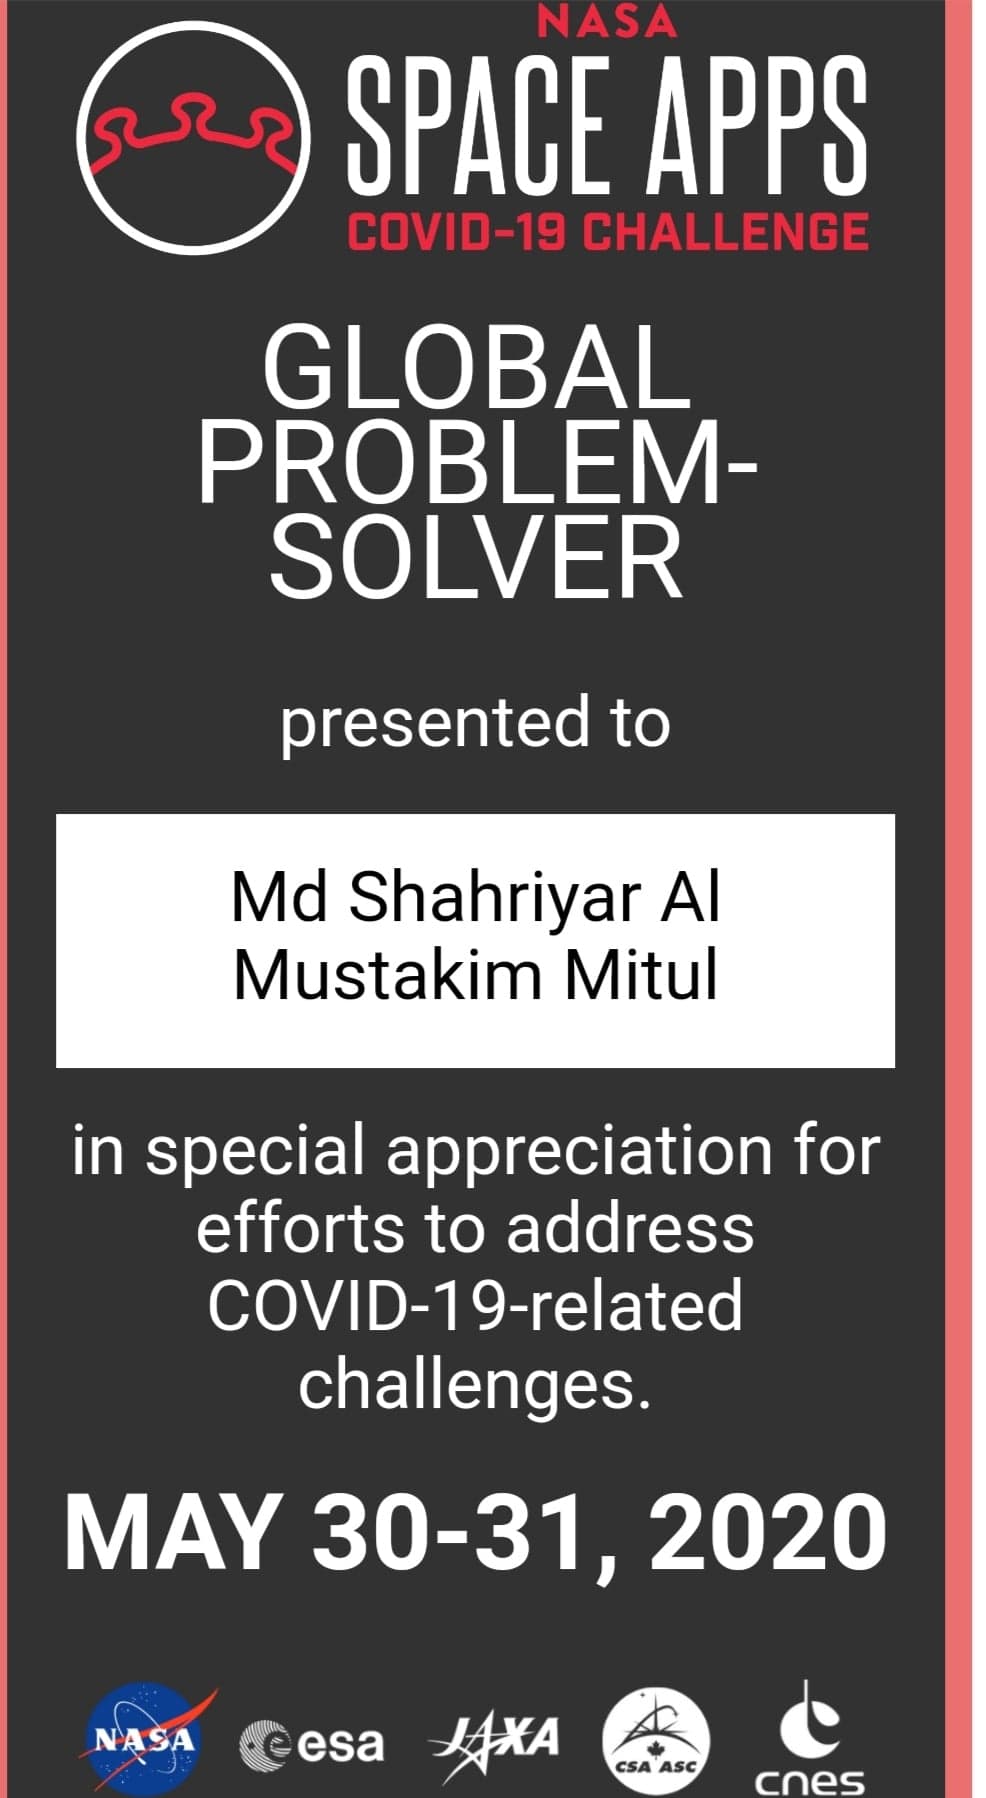 NASA
SPACE APPS
COVID-19 CHALLENGE
GLOBAL
PROBLEM-
SOLVER
presented to
Md Shahriyar Al
Mustakim Mitul
in special appreciation for
efforts to address
COVID-19-related
challenges.
MAY 30-31, 2020
NASA esa JAXA CSA ASC cnes